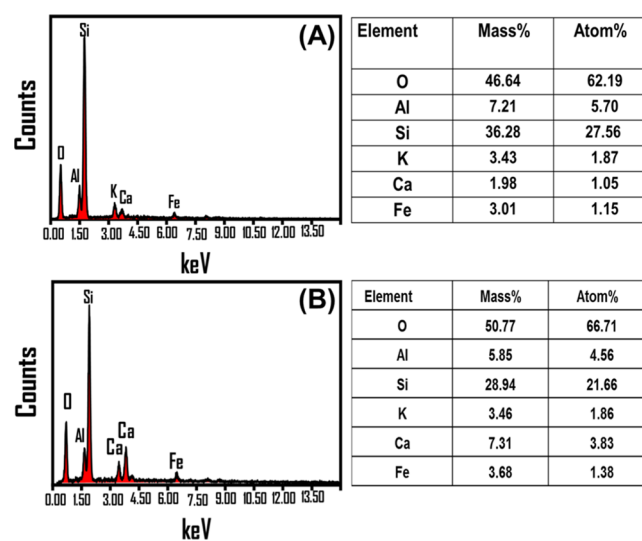 (A)
Si
O
Al
K
Ca
Fe
Counts
0.00 1.50 3.00 4.50 6.00 7.50 9.00 10.50 12.00 13.50
keV
Element Mass% Atom%
O 46.64 62.19
Al 7.21 5.70
Si 36.28 27.56
K 3.43 1.87
Ca 1.98 1.05
Fe 3.01 1.15
(B)
Si
O
Al
Ca
Ca
Fe
Counts
0.00 1.50 3.00 4.50 6.00 7.50 9.00 10.50 12.00 13.50
keV
Element Mass% Atom%
O 50.77 66.71
Al 5.85 4.56
Si 28.94 21.66
K 3.46 1.86
Ca 7.31 3.83
Fe 3.68 1.38